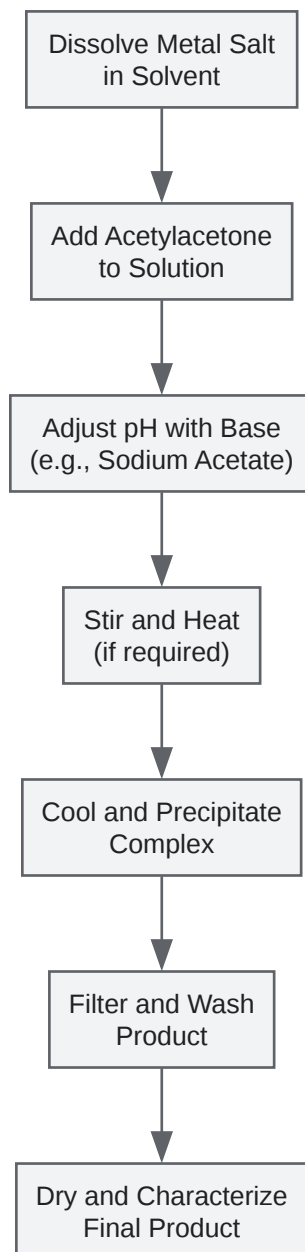 Dissolve Metal Salt
in Solvent
Add Acetylacetone
to Solution
Adjust pH with Base
(e.g., Sodium Acetate)
Stir and Heat
(if required)
Cool and Precipitate
Complex
Filter and Wash
Product
Dry and Characterize
Final Product